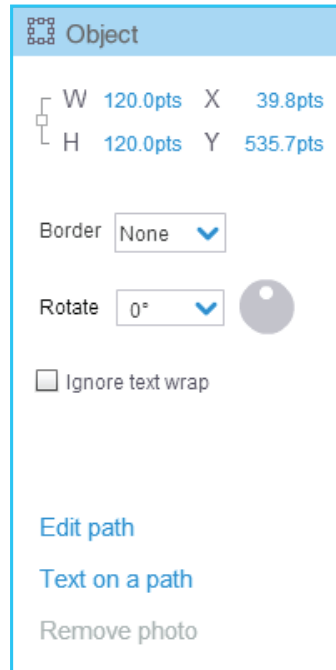 Object
W 120.0pts X 39.8pts
H 120.0pts Y 535.7pts
Border None
Rotate 0°
Ignore text wrap
Edit path
Text on a path
Remove photo